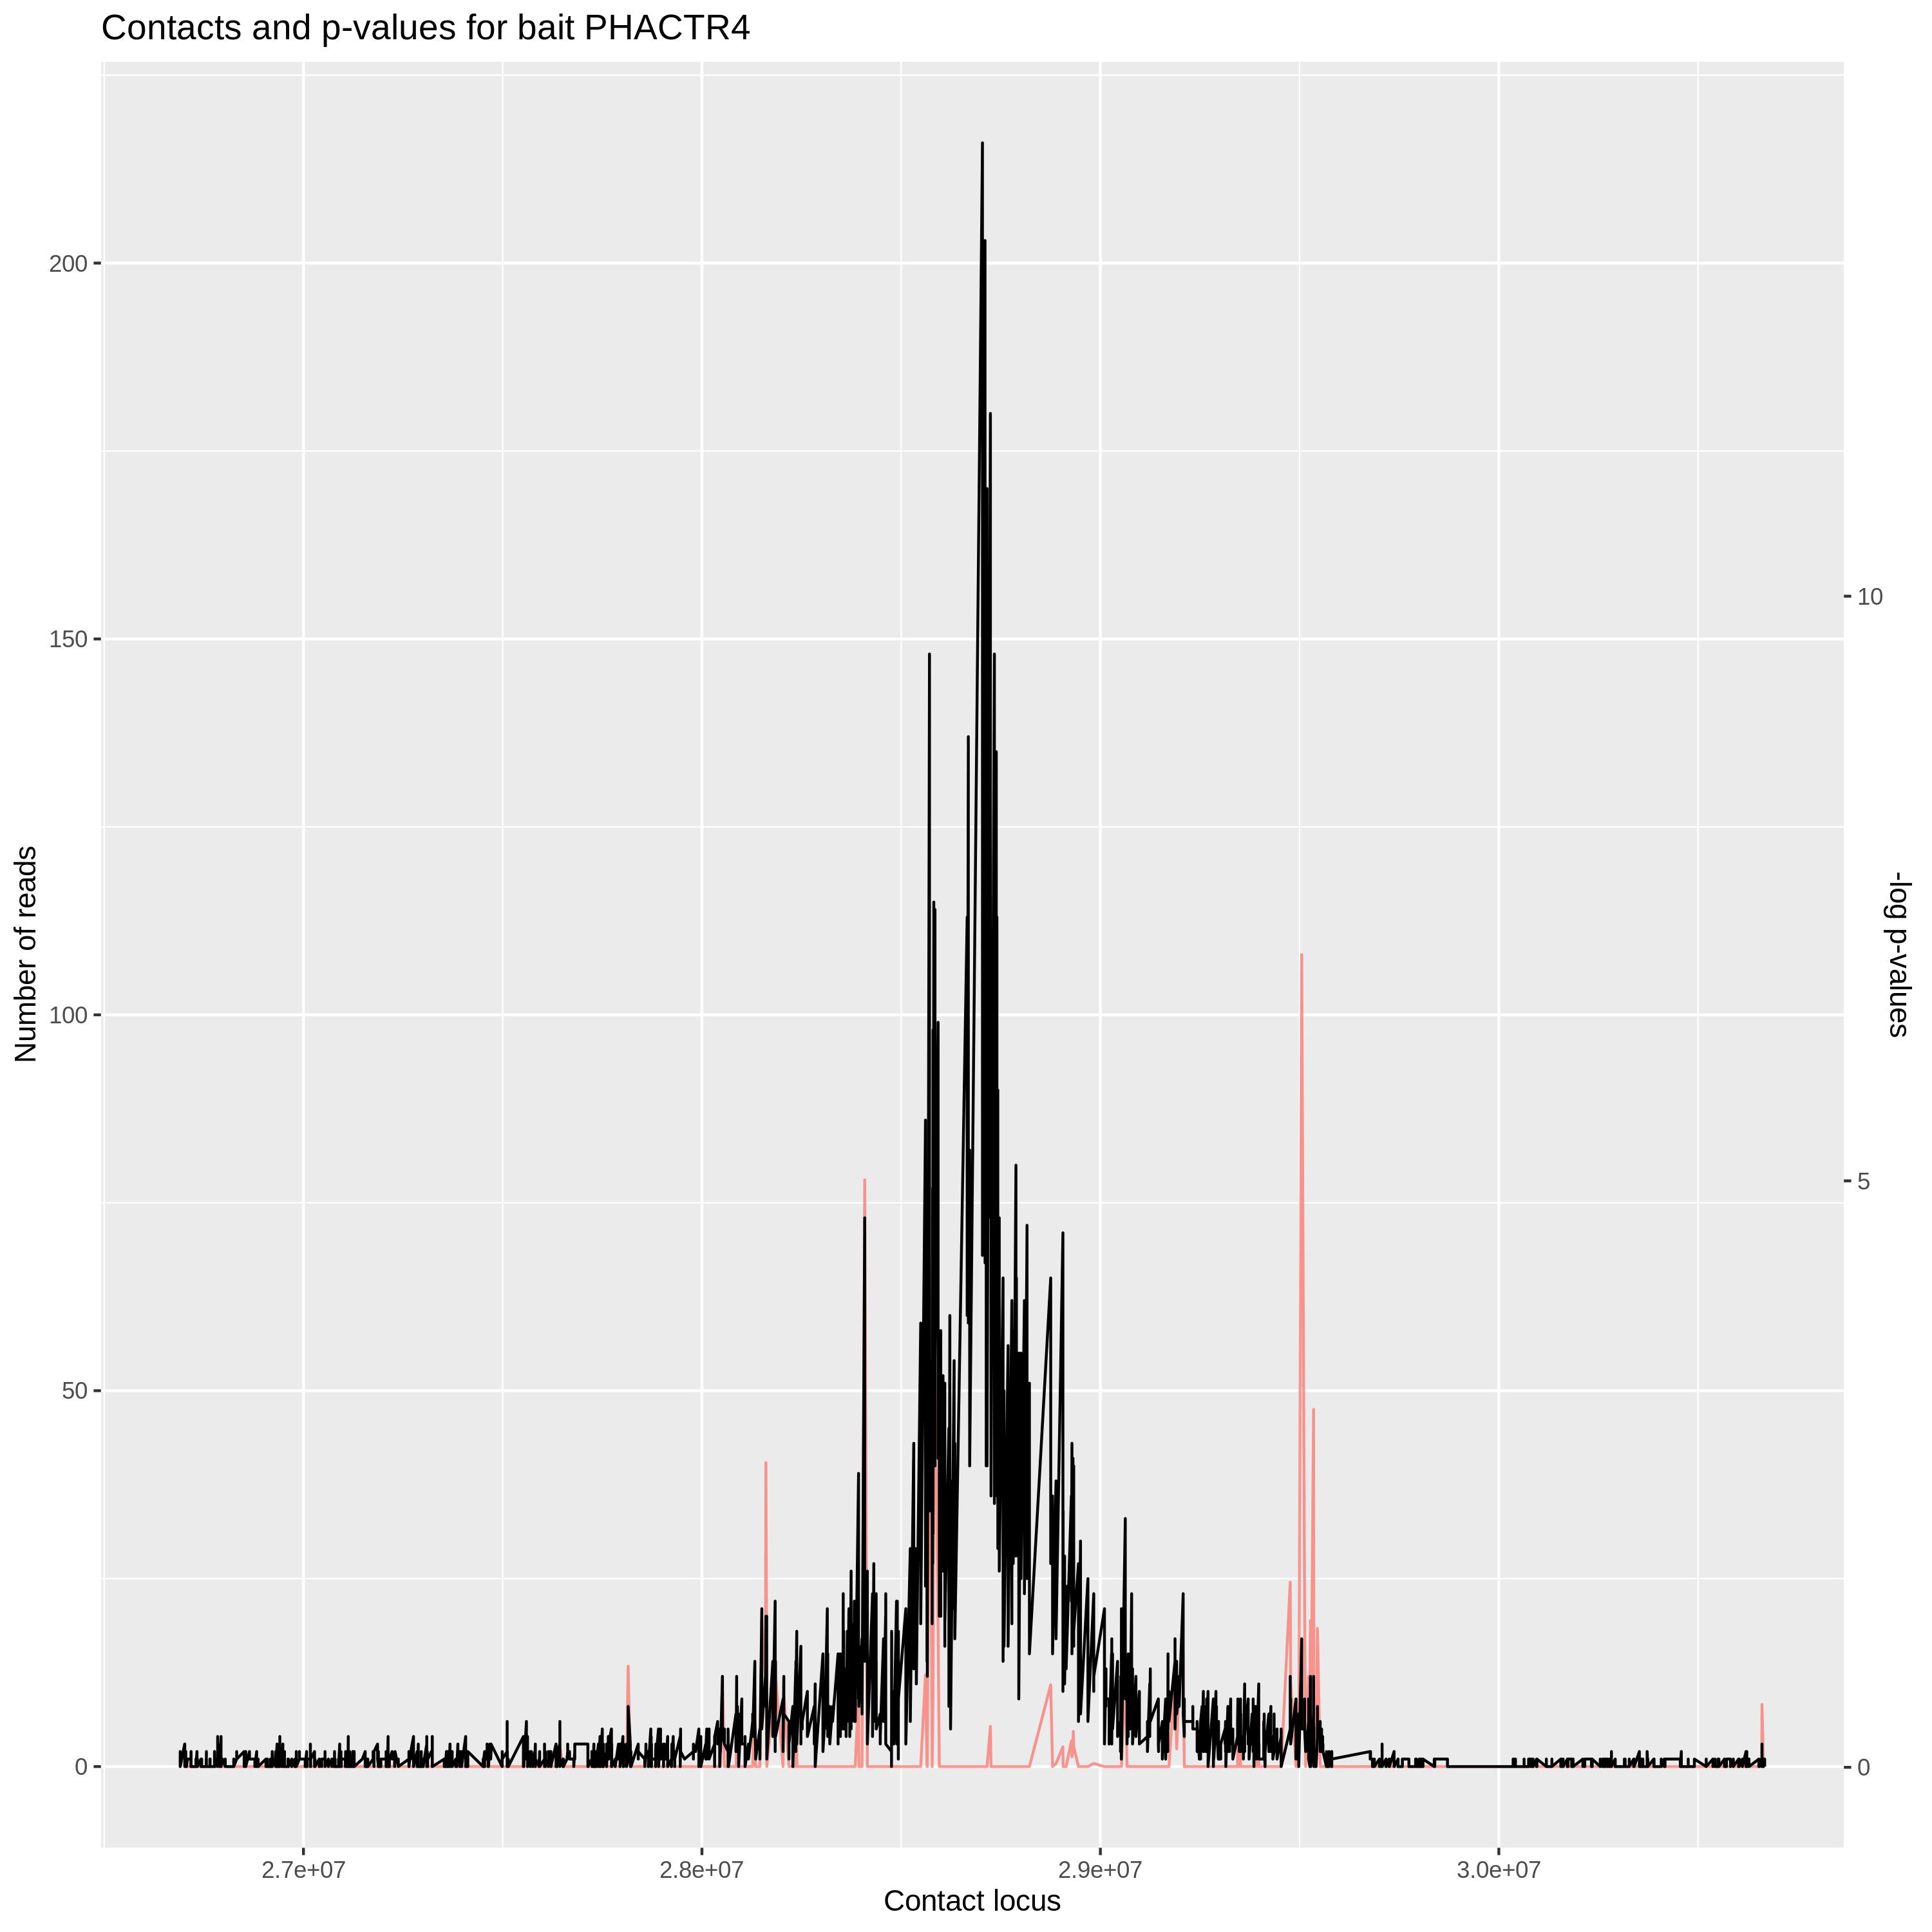 Contacts and p-values for bait PHACTR4
200
150
100
50
0
10
5
0
Number of reads
-log p-values
2.7e+07
2.8e+07
2.9e+07
3.0e+07
Contact locus